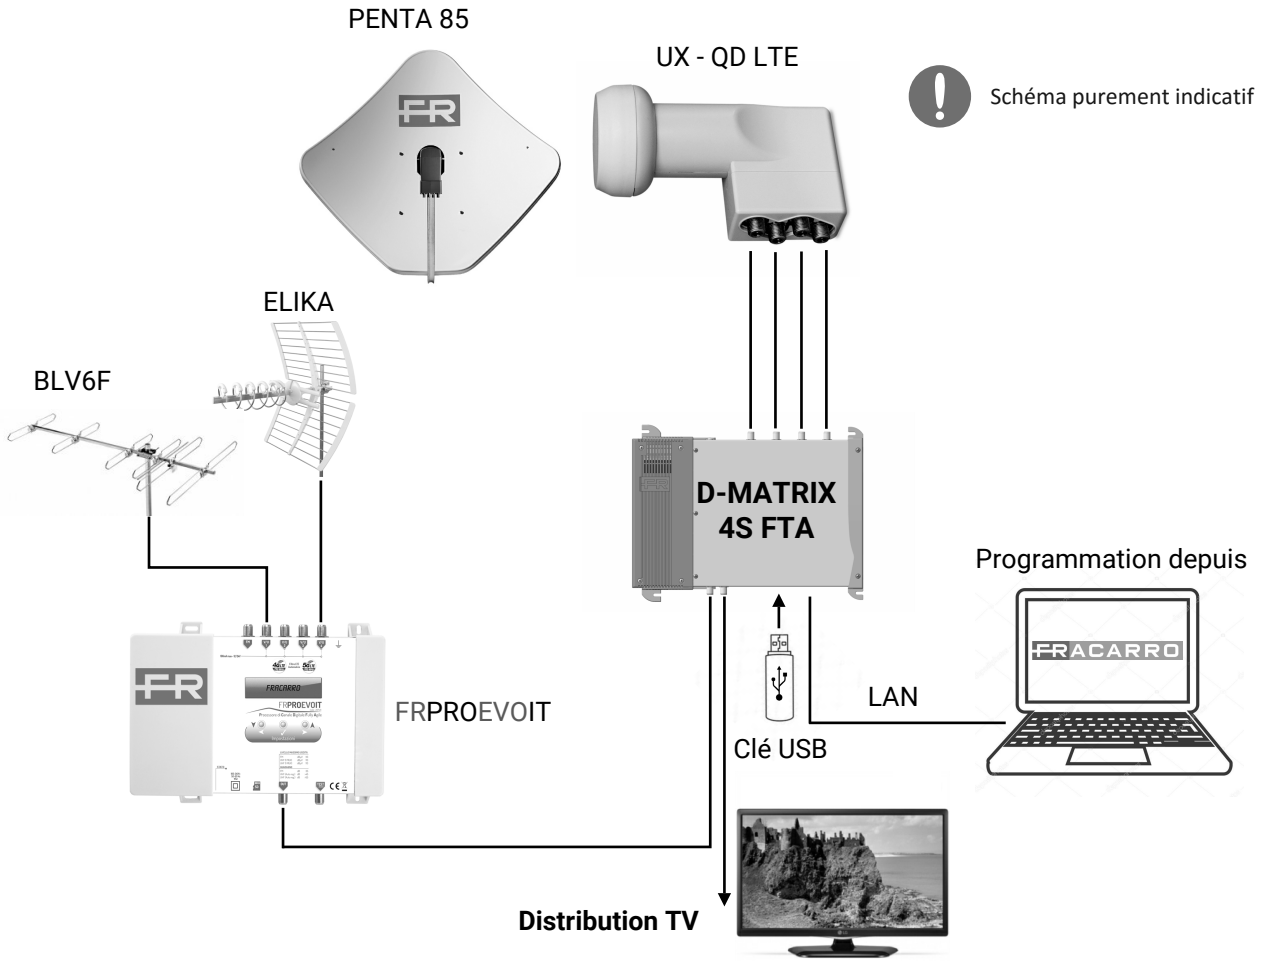 PENTA 85
UX - QD LTE
Schéma purement indicatif
FR
ELIKA
BLV6F
D-MATRIX
4S FTA
Programmation depuis
FRACARRO
FR
FRACARRO
FRPROEVOIT
FRPROEVOIT
LAN
Clé USB
Distribution TV